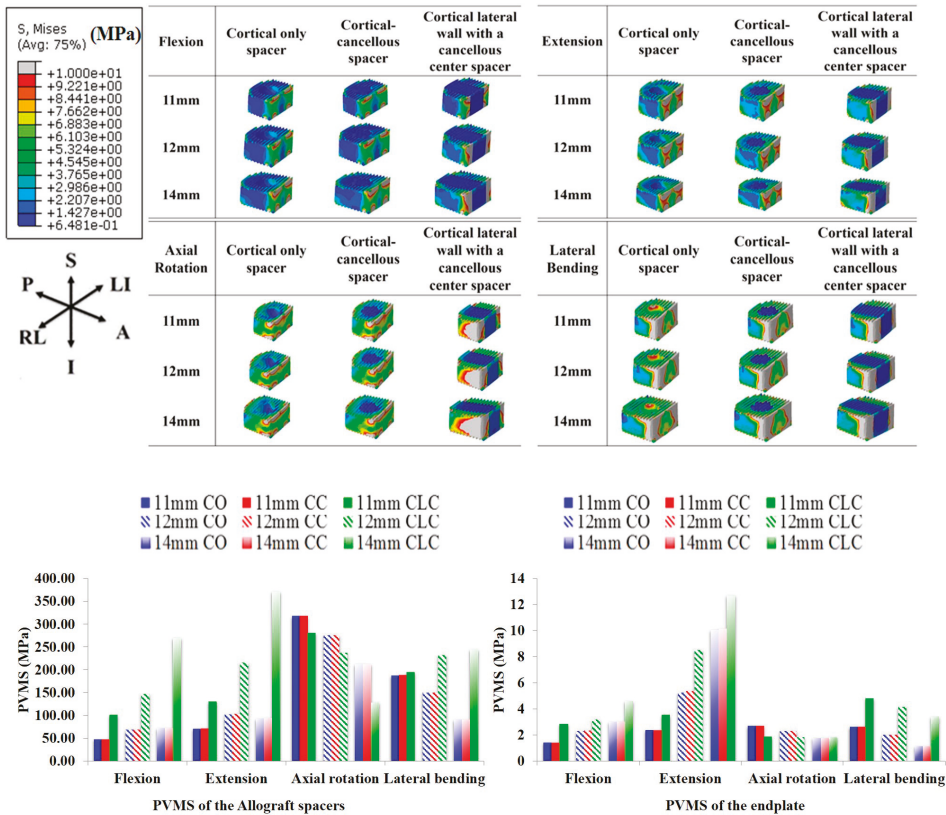 S, Mises (MPa)
(Avg: 75%)
+1.000e+01
+9.221e+00
+8.441e+00
+7.662e+00
+6.883e+00
+6.103e+00
+5.324e+00
+4.545e+00
+3.765e+00
+2.986e+00
+2.207e+00
+1.427e+00
+6.481e-01
S
P LI
RL A
I
Flexion
Cortical only
spacer
Cortical-
cancellous
spacer
Cortical lateral
wall with a
cancellous
center spacer
11mm
12mm
14mm
Extension
Cortical only
spacer
Cortical-
cancellous
spacer
Cortical lateral
wall with a
cancellous
center spacer
11mm
12mm
14mm
Axial
Rotation
Cortical only
spacer
Cortical-
cancellous
spacer
Cortical lateral
wall with a
cancellous
center spacer
11mm
12mm
14mm
Lateral
Bending
Cortical only
spacer
Cortical-
cancellous
spacer
Cortical lateral
wall with a
cancellous
center spacer
11mm
12mm
14mm
11mm CO 11mm CC 11mm CLC
12mm CO 12mm CC 12mm CLC
14mm CO 14mm CC 14mm CLC
PVMS (MPa)
400.00
350.00
300.00
250.00
200.00
150.00
100.00
50.00
0.00
Flexion Extension Axial rotation Lateral bending
PVMS of the Allograft spacers
11mm CO 11mm CC 11mm CLC
12mm CO 12mm CC 12mm CLC
14mm CO 14mm CC 14mm CLC
PVMS (MPa)
14
12
10
8
6
4
2
0
Flexion Extension Axial rotation Lateral bending
PVMS of the endplate